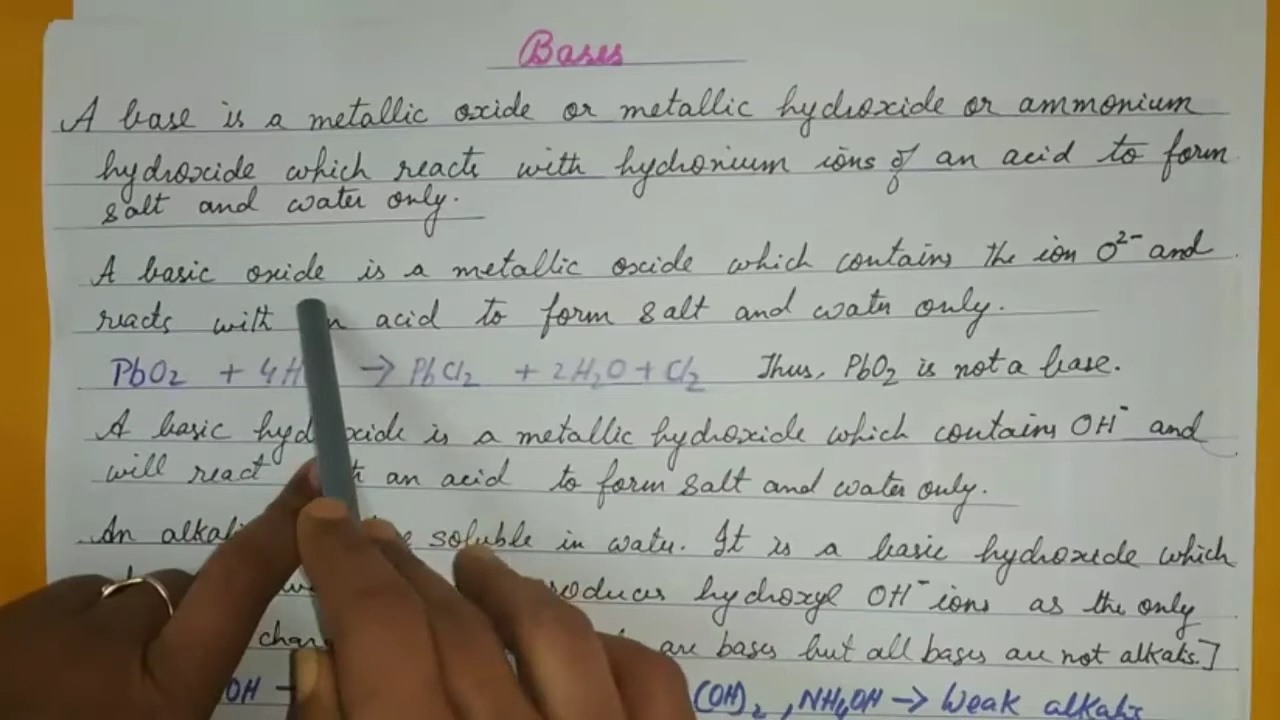 Bases
A base is a metallic oxide or metallic hydroxide or ammonium
hydroxide which reacts with hydronium ions of an acid to form
salt and water only.
A basic oxide is a metallic oxide which contains the ion O²⁻ and
reacts with an acid to form salt and water only.
PbO₂ + 4H → PbCl₂ + 2H₂O + Cl₂ Thus, PbO₂ is not a base.
A basic hydroxide is a metallic hydroxide which contains OH⁻ and
will react an acid to form salt and water only.
An alkali soluble in water. It is a basic hydroxide which
produces hydroxyl OH⁻ ions as the only
are bases but all bases are not alkalis.]
OH (OH)₂, NH₄OH → Weak alkalis